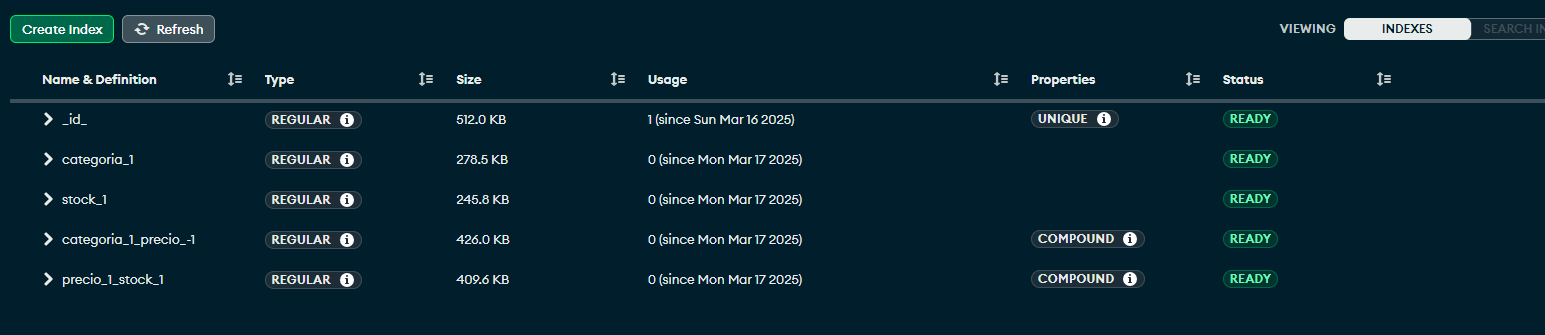 Create Index Refresh VIEWING INDEXES SEARCH IN
Name & Definition Type Size Usage Properties Status
_id_ REGULAR 512.0 KB 1 (since Sun Mar 16 2025) UNIQUE READY
categoria_1 REGULAR 278.5 KB 0 (since Mon Mar 17 2025) READY
stock_1 REGULAR 245.8 KB 0 (since Mon Mar 17 2025) READY
categoria_1_precio_-1 REGULAR 426.0 KB 0 (since Mon Mar 17 2025) COMPOUND READY
precio_1_stock_1 REGULAR 409.6 KB 0 (since Mon Mar 17 2025) COMPOUND READY